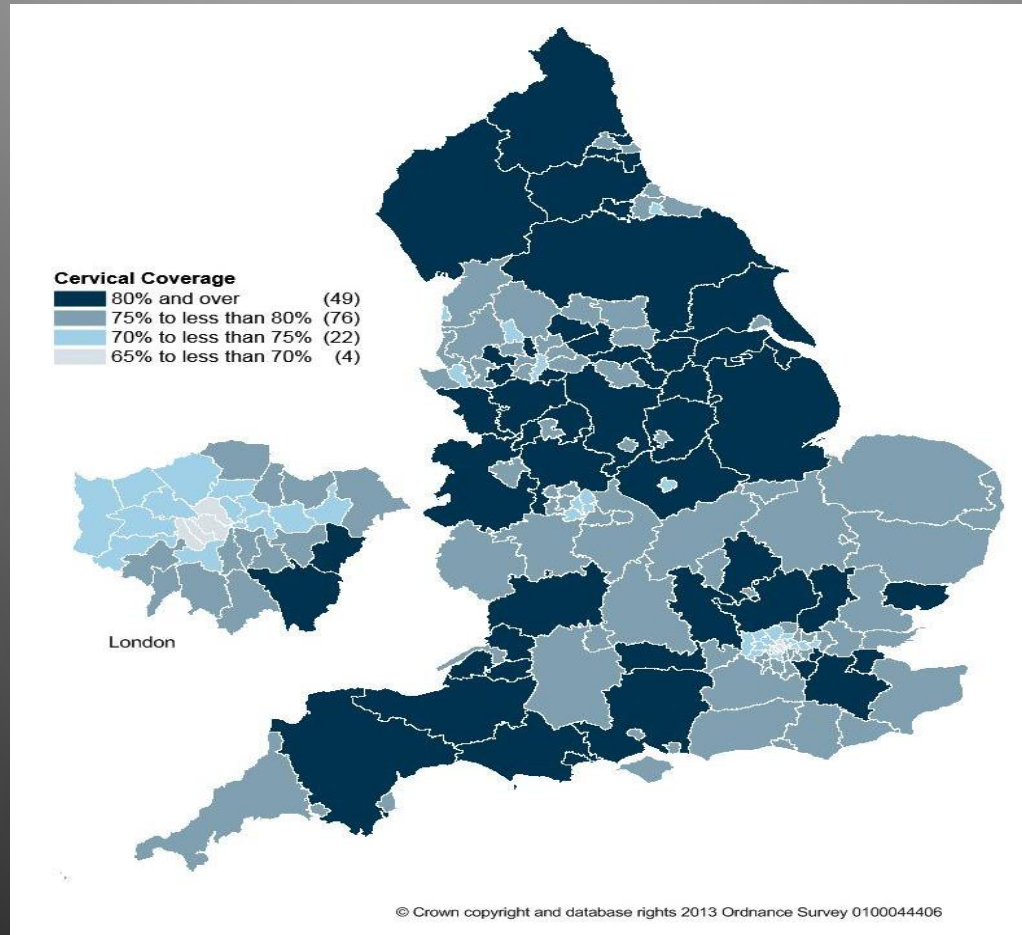 Cervical Coverage
80% and over (49)
75% to less than 80% (76)
70% to less than 75% (22)
65% to less than 70% (4)
London
© Crown copyright and database rights 2013 Ordnance Survey 0100044406